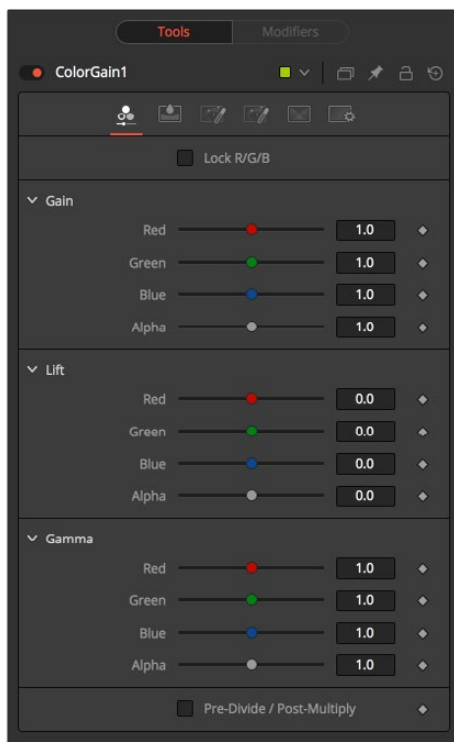 Tools Modifiers
ColorGain1
Lock R/G/B
Gain
Red 1.0
Green 1.0
Blue 1.0
Alpha 1.0
Lift
Red 0.0
Green 0.0
Blue 0.0
Alpha 0.0
Gamma
Red 1.0
Green 1.0
Blue 1.0
Alpha 1.0
Pre-Divide / Post-Multiply